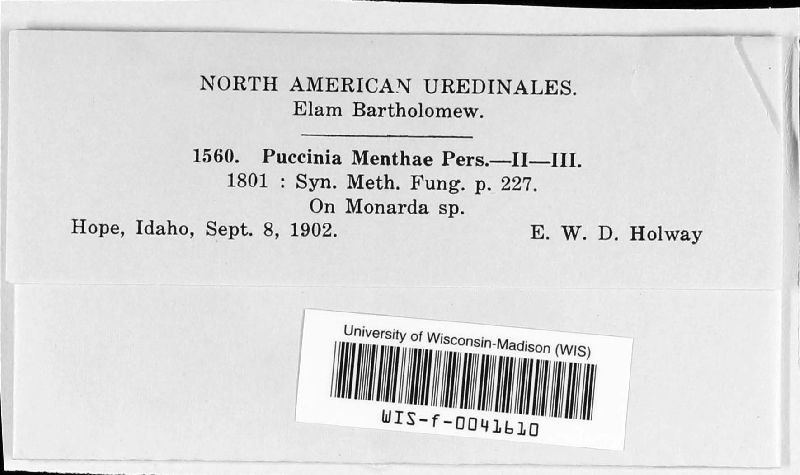 NORTH AMERICAN UREDINALES.
Elam Bartholomew.
1560. Puccinia Menthae Pers.—II—III.
1801 : Syn. Meth. Fung. p. 227.
On Monarda sp.
Hope, Idaho, Sept. 8, 1902. E. W. D. Holway
University of Wisconsin-Madison (WIS)
WIS-f-0041610